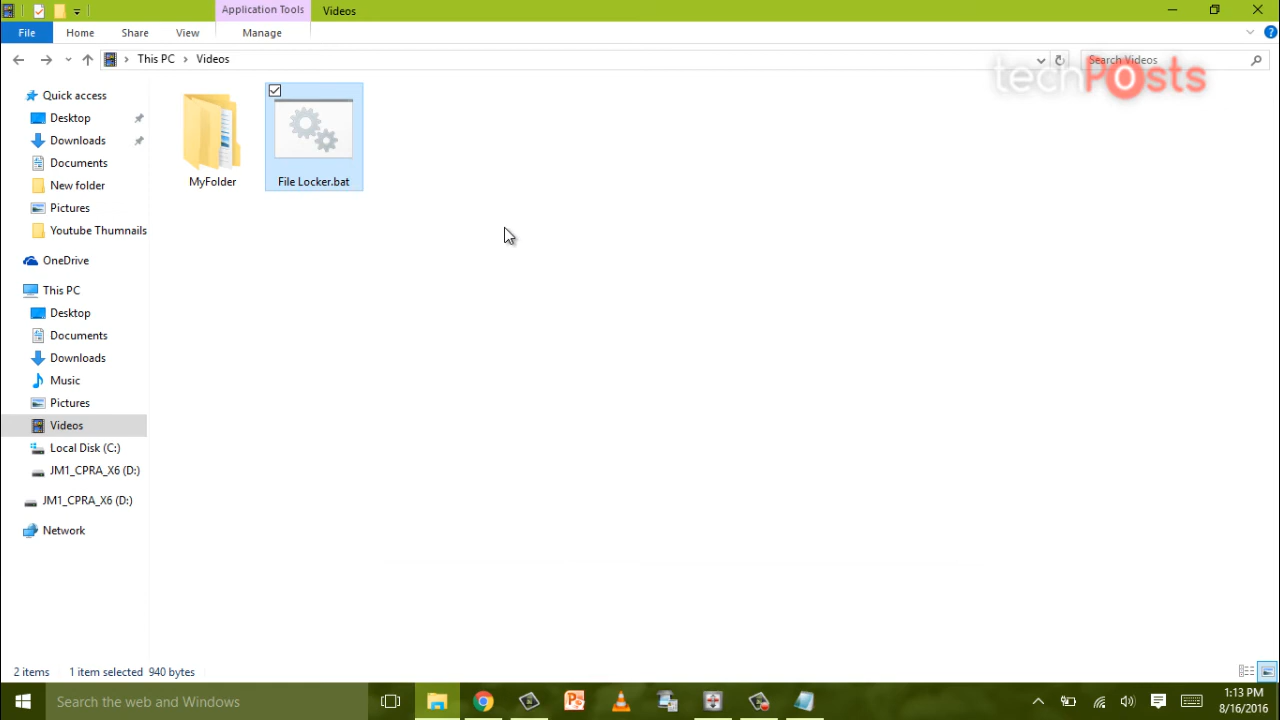 Application Tools
Videos
File
Home
Share
View
Manage
This PC
Videos
Search Videos
techPosts
Quick access
Desktop
Downloads
Documents
New folder
Pictures
Youtube Thumnails
OneDrive
This PC
Desktop
Documents
Downloads
Music
Pictures
Videos
Local Disk (C:)
JM1_CPRA_X6 (D:)
JM1_CPRA_X6 (D:)
Network
MyFolder
File Locker.bat
2 items
1 item selected 940 bytes
Search the web and Windows
1:13 PM
8/16/2016